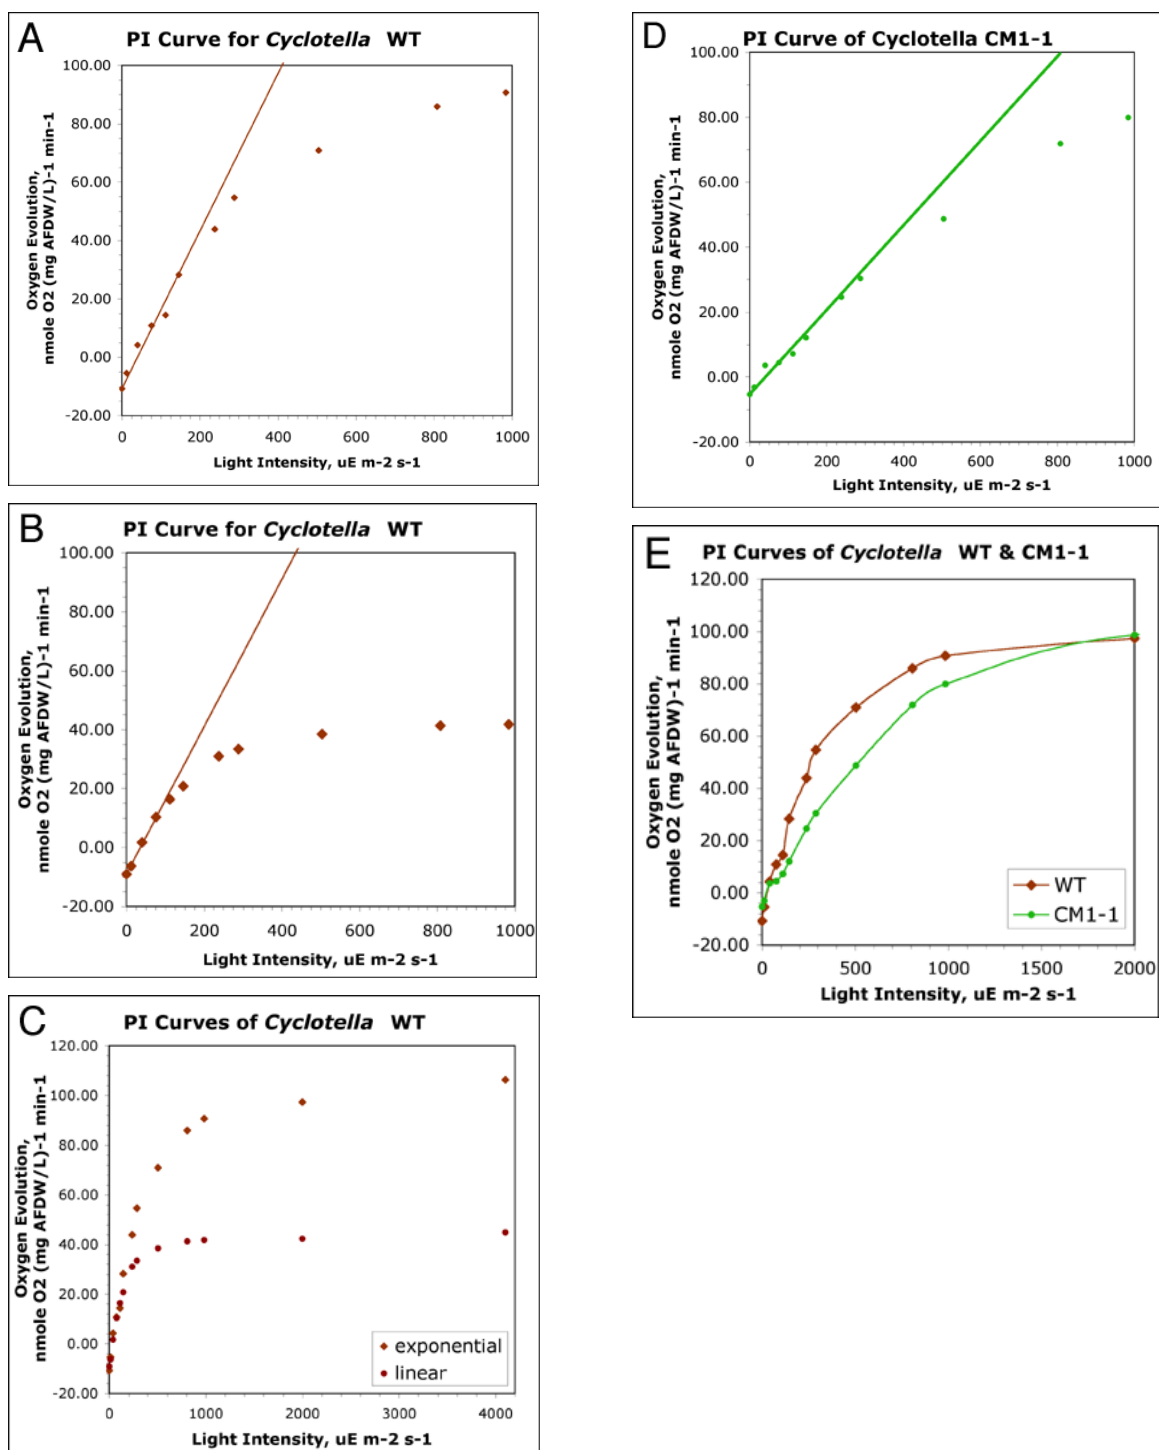 A
PI Curve for Cyclotella WT
100.00
80.00
60.00
40.00
20.00
0.00
-20.00
0 200 400 600 800 1000
Oxygen Evolution,
nmole O2 (mg AFDW/L)-1 min-1
Light Intensity, uE m-2 s-1
B
PI Curve for Cyclotella WT
100.00
80.00
60.00
40.00
20.00
0.00
-20.00
0 200 400 600 800 1000
Oxygen Evolution,
nmole O2 (mg AFDW/L)-1 min-1
Light Intensity, uE m-2 s-1
C
PI Curves of Cyclotella WT
120.00
100.00
80.00
60.00
40.00
20.00
0.00
-20.00
0 1000 2000 3000 4000
Oxygen Evolution,
nmole O2 (mg AFDW/L)-1 min-1
exponential
linear
Light Intensity, uE m-2 s-1
D
PI Curve of Cyclotella CM1-1
100.00
80.00
60.00
40.00
20.00
0.00
-20.00
0 200 400 600 800 1000
Oxygen Evolution,
nmole O2 (mg AFDW/L)-1 min-1
Light Intensity, uE m-2 s-1
E
PI Curves of Cyclotella WT & CM1-1
120.00
100.00
80.00
60.00
40.00
20.00
0.00
-20.00
0 500 1000 1500 2000
Oxygen Evolution,
nmole O2 (mg AFDW)-1 min-1
WT
CM1-1
Light Intensity, uE m-2 s-1